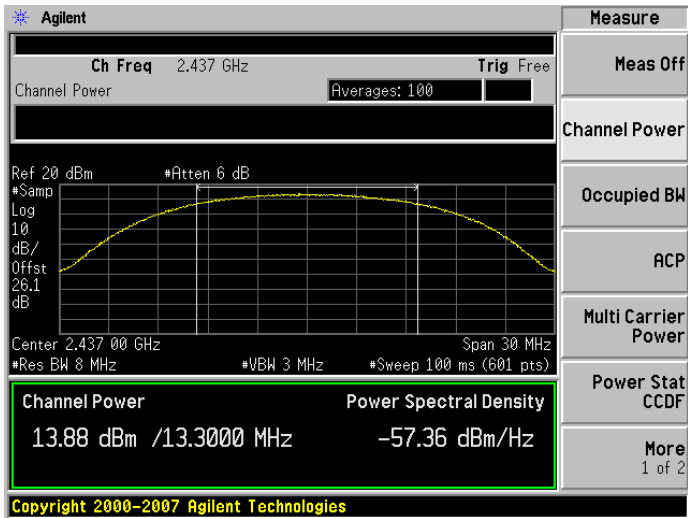 Agilent
Measure
Ch Freq 2.437 GHz Trig Free
Channel Power Averages: 100
Ref 20 dBm #Atten 6 dB
#Samp
Log
10
dB/
Offst
26.1
dB
Center 2.437 00 GHz Span 30 MHz
#Res BW 8 MHz #VBW 3 MHz #Sweep 100 ms (601 pts)
Channel Power Power Spectral Density
13.88 dBm /13.3000 MHz -57.36 dBm/Hz
Copyright 2000-2007 Agilent Technologies
Meas Off
Channel Power
Occupied BW
ACP
Multi Carrier
Power
Power Stat
CCDF
More
1 of 2